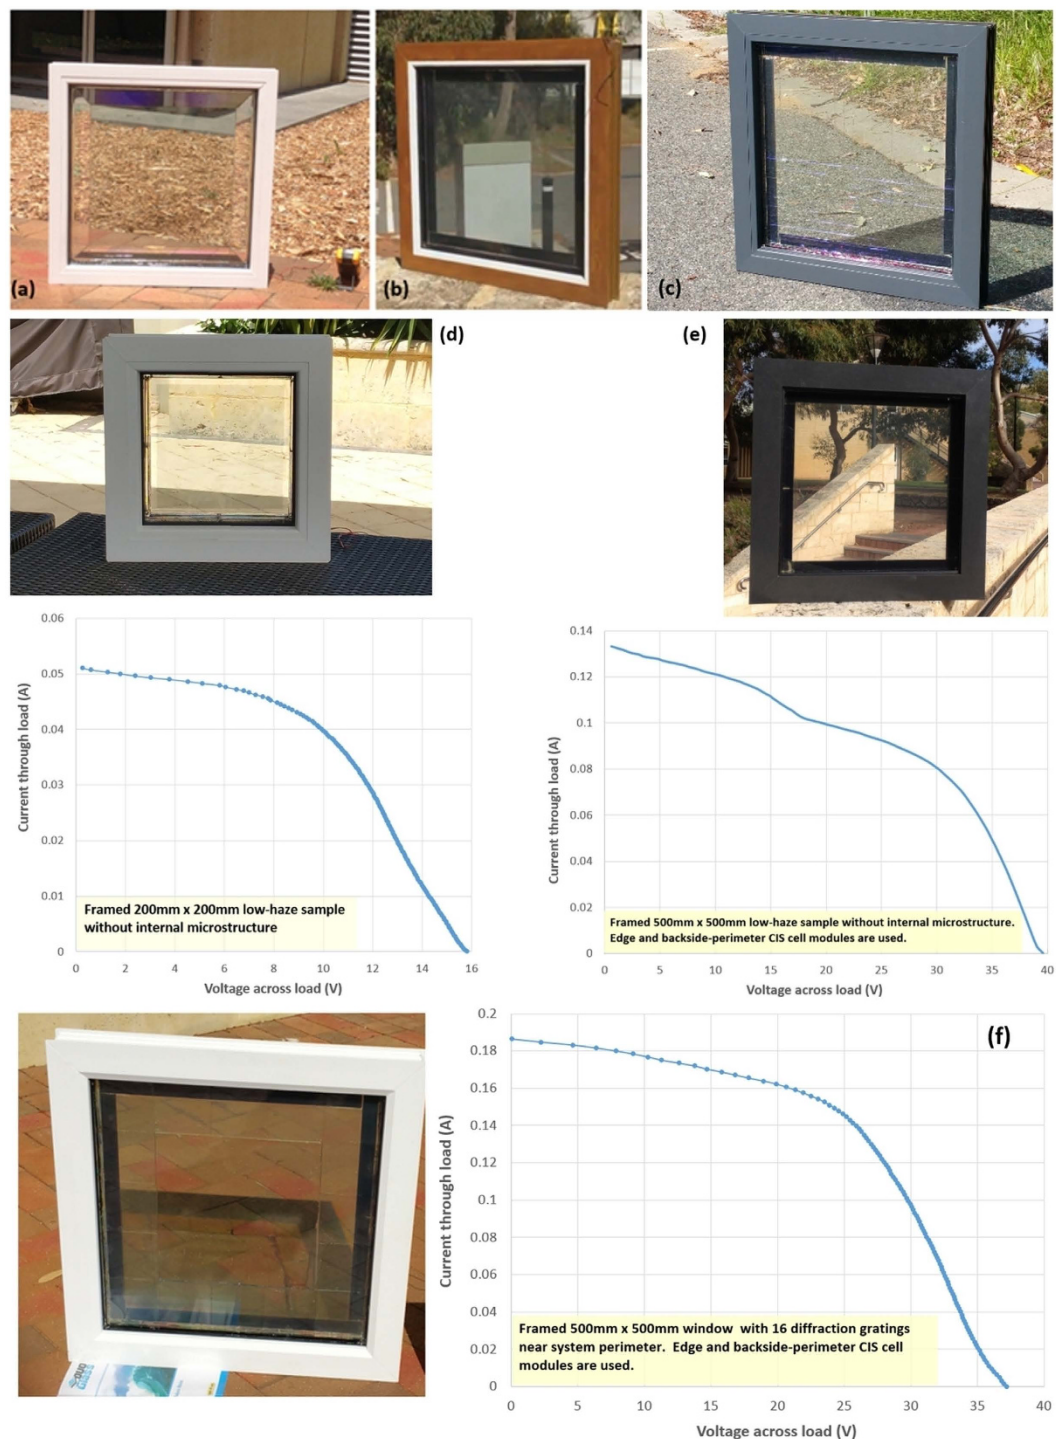 (a)
(b)
(c)
(d)
(e)
Current through load (A)
0.06
0.05
0.04
0.03
0.02
0.01
0
Framed 200mm x 200mm low-haze sample
without internal microstructure
0 2 4 6 8 10 12 14 16
Voltage across load (V)
Current through load (A)
0.14
0.12
0.1
0.08
0.06
0.04
0.02
0
Framed 500mm x 500mm low-haze sample without internal microstructure.
Edge and backside-perimeter CIS cell modules are used.
0 5 10 15 20 25 30 35 40
Voltage across load (V)
(f)
Current through load (A)
0.2
0.18
0.16
0.14
0.12
0.1
0.08
0.06
0.04
0.02
0
Framed 500mm x 500mm window with 16 diffraction gratings
near system perimeter. Edge and backside-perimeter CIS cell
modules are used.
0 5 10 15 20 25 30 35 40
Voltage across load (V)